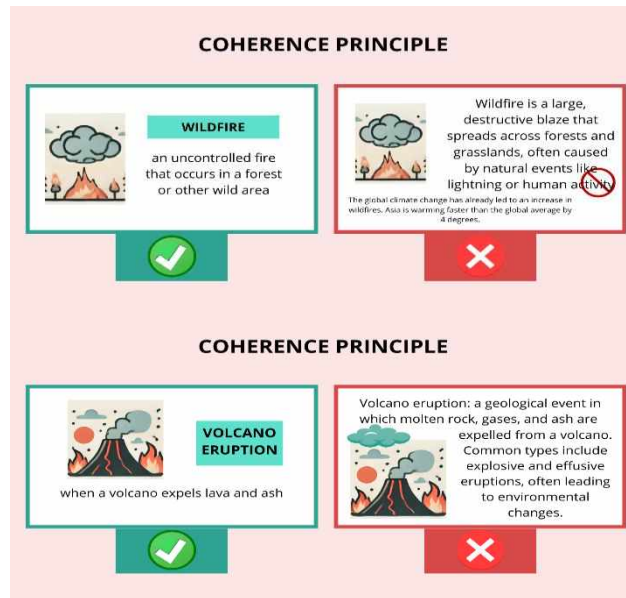 COHERENCE PRINCIPLE
WILDFIRE
an uncontrolled fire
that occurs in a forest
or other wild area
Wildfire is a large,
destructive blaze that
spreads across forests and
grasslands, often caused
by natural events like
lightning or human activity
The global climate change has already led to an increase in
wildfires. Asia is warming faster than the global average by
4 degrees.
COHERENCE PRINCIPLE
VOLCANO
ERUPTION
when a volcano expels lava and ash
Volcano eruption: a geological event in
which molten rock, gases, and ash are
expelled from a volcano.
Common types include
explosive and effusive
eruptions, often leading
to environmental
changes.